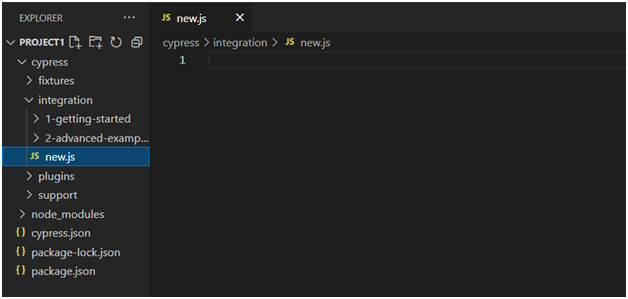 EXPLORER ...
PROJECT1
cypress
fixtures
integration
1-getting-started
2-advanced-examp...
JS new.js
plugins
support
node_modules
{} cypress.json
{} package-lock.json
{} package.json
JS new.js ×
cypress > integration > JS new.js
1